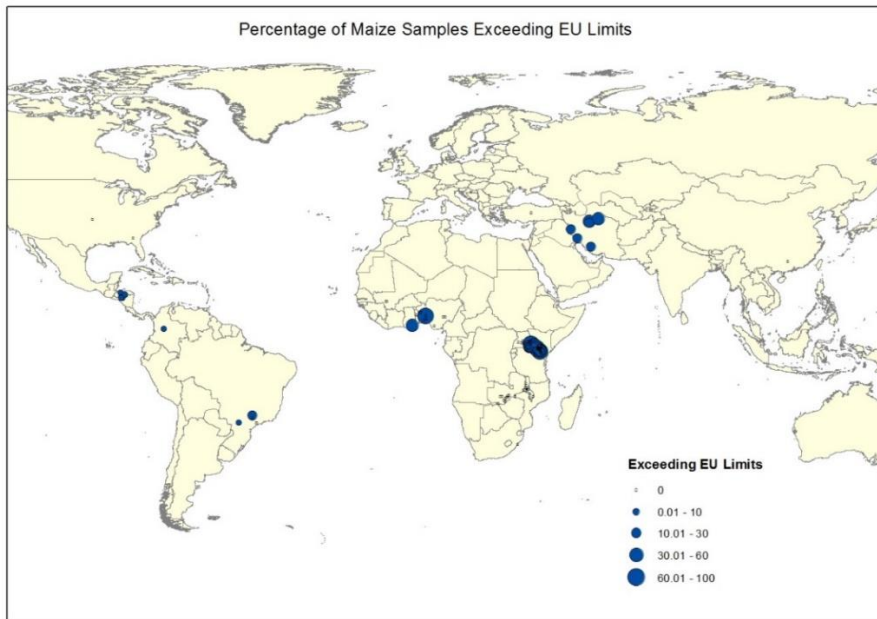 Percentage of Maize Samples Exceeding EU Limits
Exceeding EU Limits
0
0.01 - 10
10.01 - 30
30.01 - 60
60.01 - 100